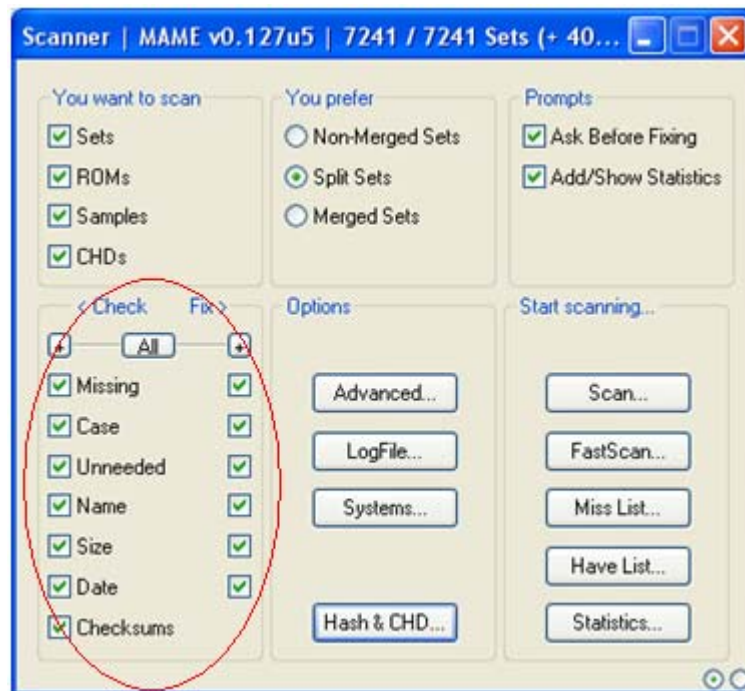 Scanner | MAME v0.127u5 | 7241 / 7241 Sets (+ 40...
You want to scan
Sets
ROMs
Samples
CHDs
You prefer
Non-Merged Sets
Split Sets
Merged Sets
Prompts
Ask Before Fixing
Add/Show Statistics
< Check Fix >
+ All +
Missing
Case
Unneeded
Name
Size
Date
Checksums
Options
Advanced...
LogFile...
Systems...
Hash & CHD...
Start scanning...
Scan...
FastScan...
Miss List...
Have List...
Statistics...